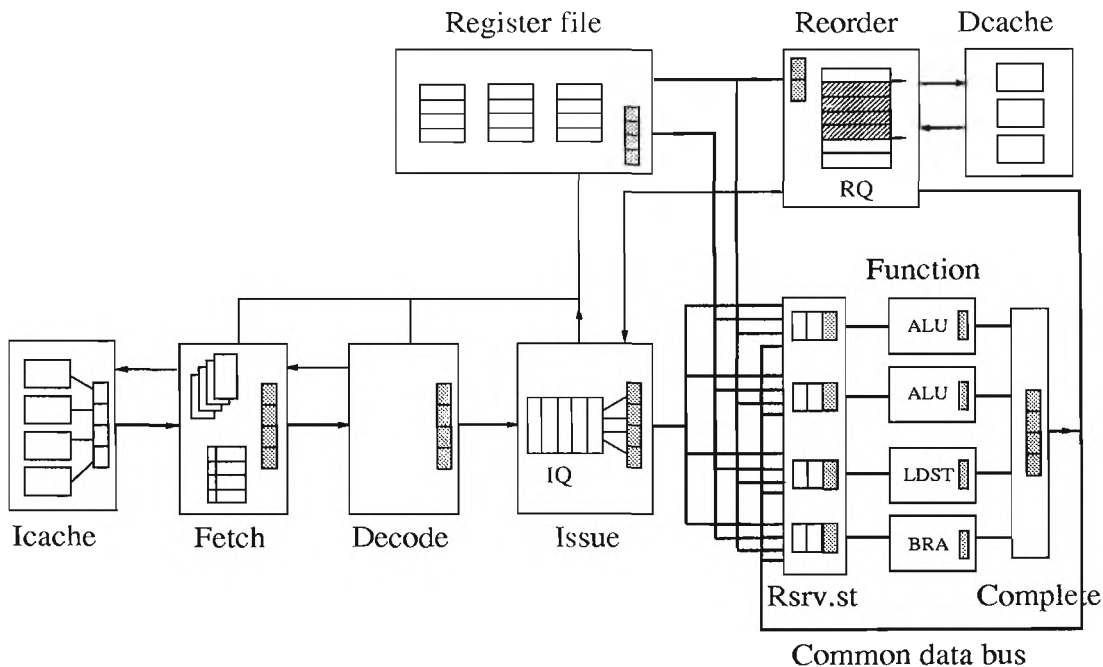 Register file
Reorder
Dcache
RQ
Function
ALU
ALU
IQ
LDST
BRA
Icache
Fetch
Decode
Issue
Rsrv.st
Complete
Common data bus